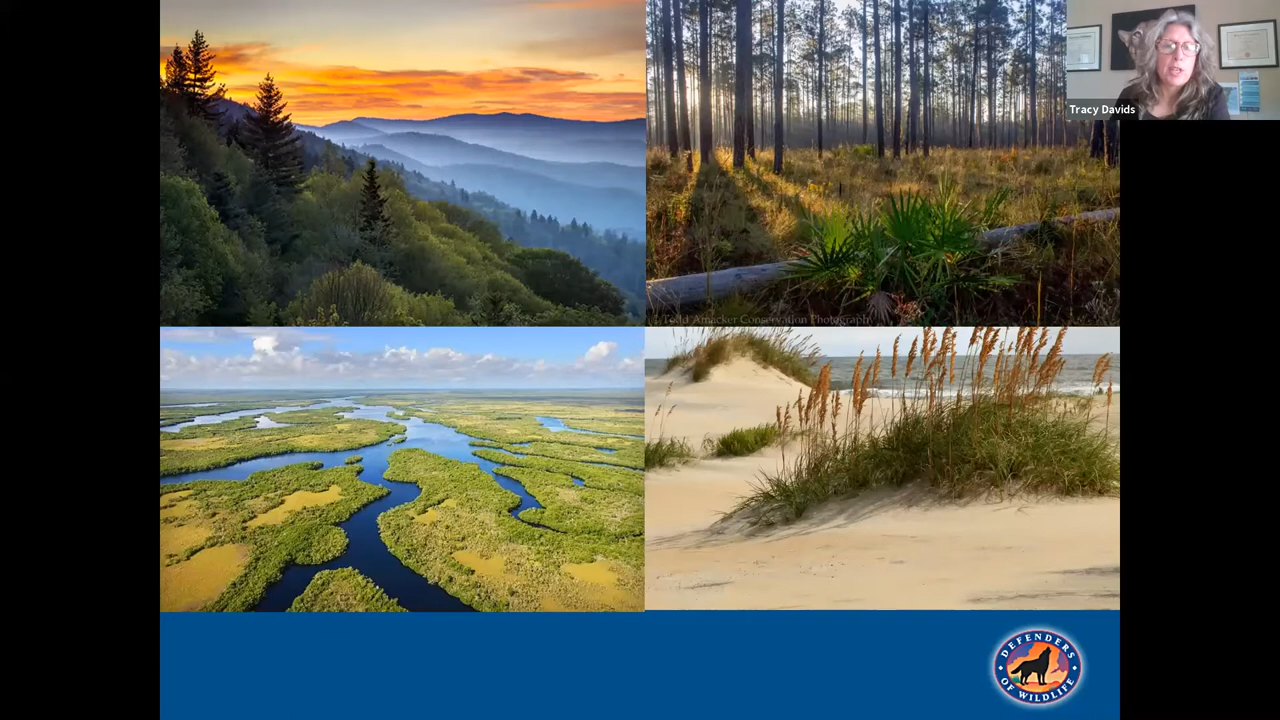 Tracy Davids
Todd Amacker Conservation Photography
DEFENDERS
OF WILDLIFE